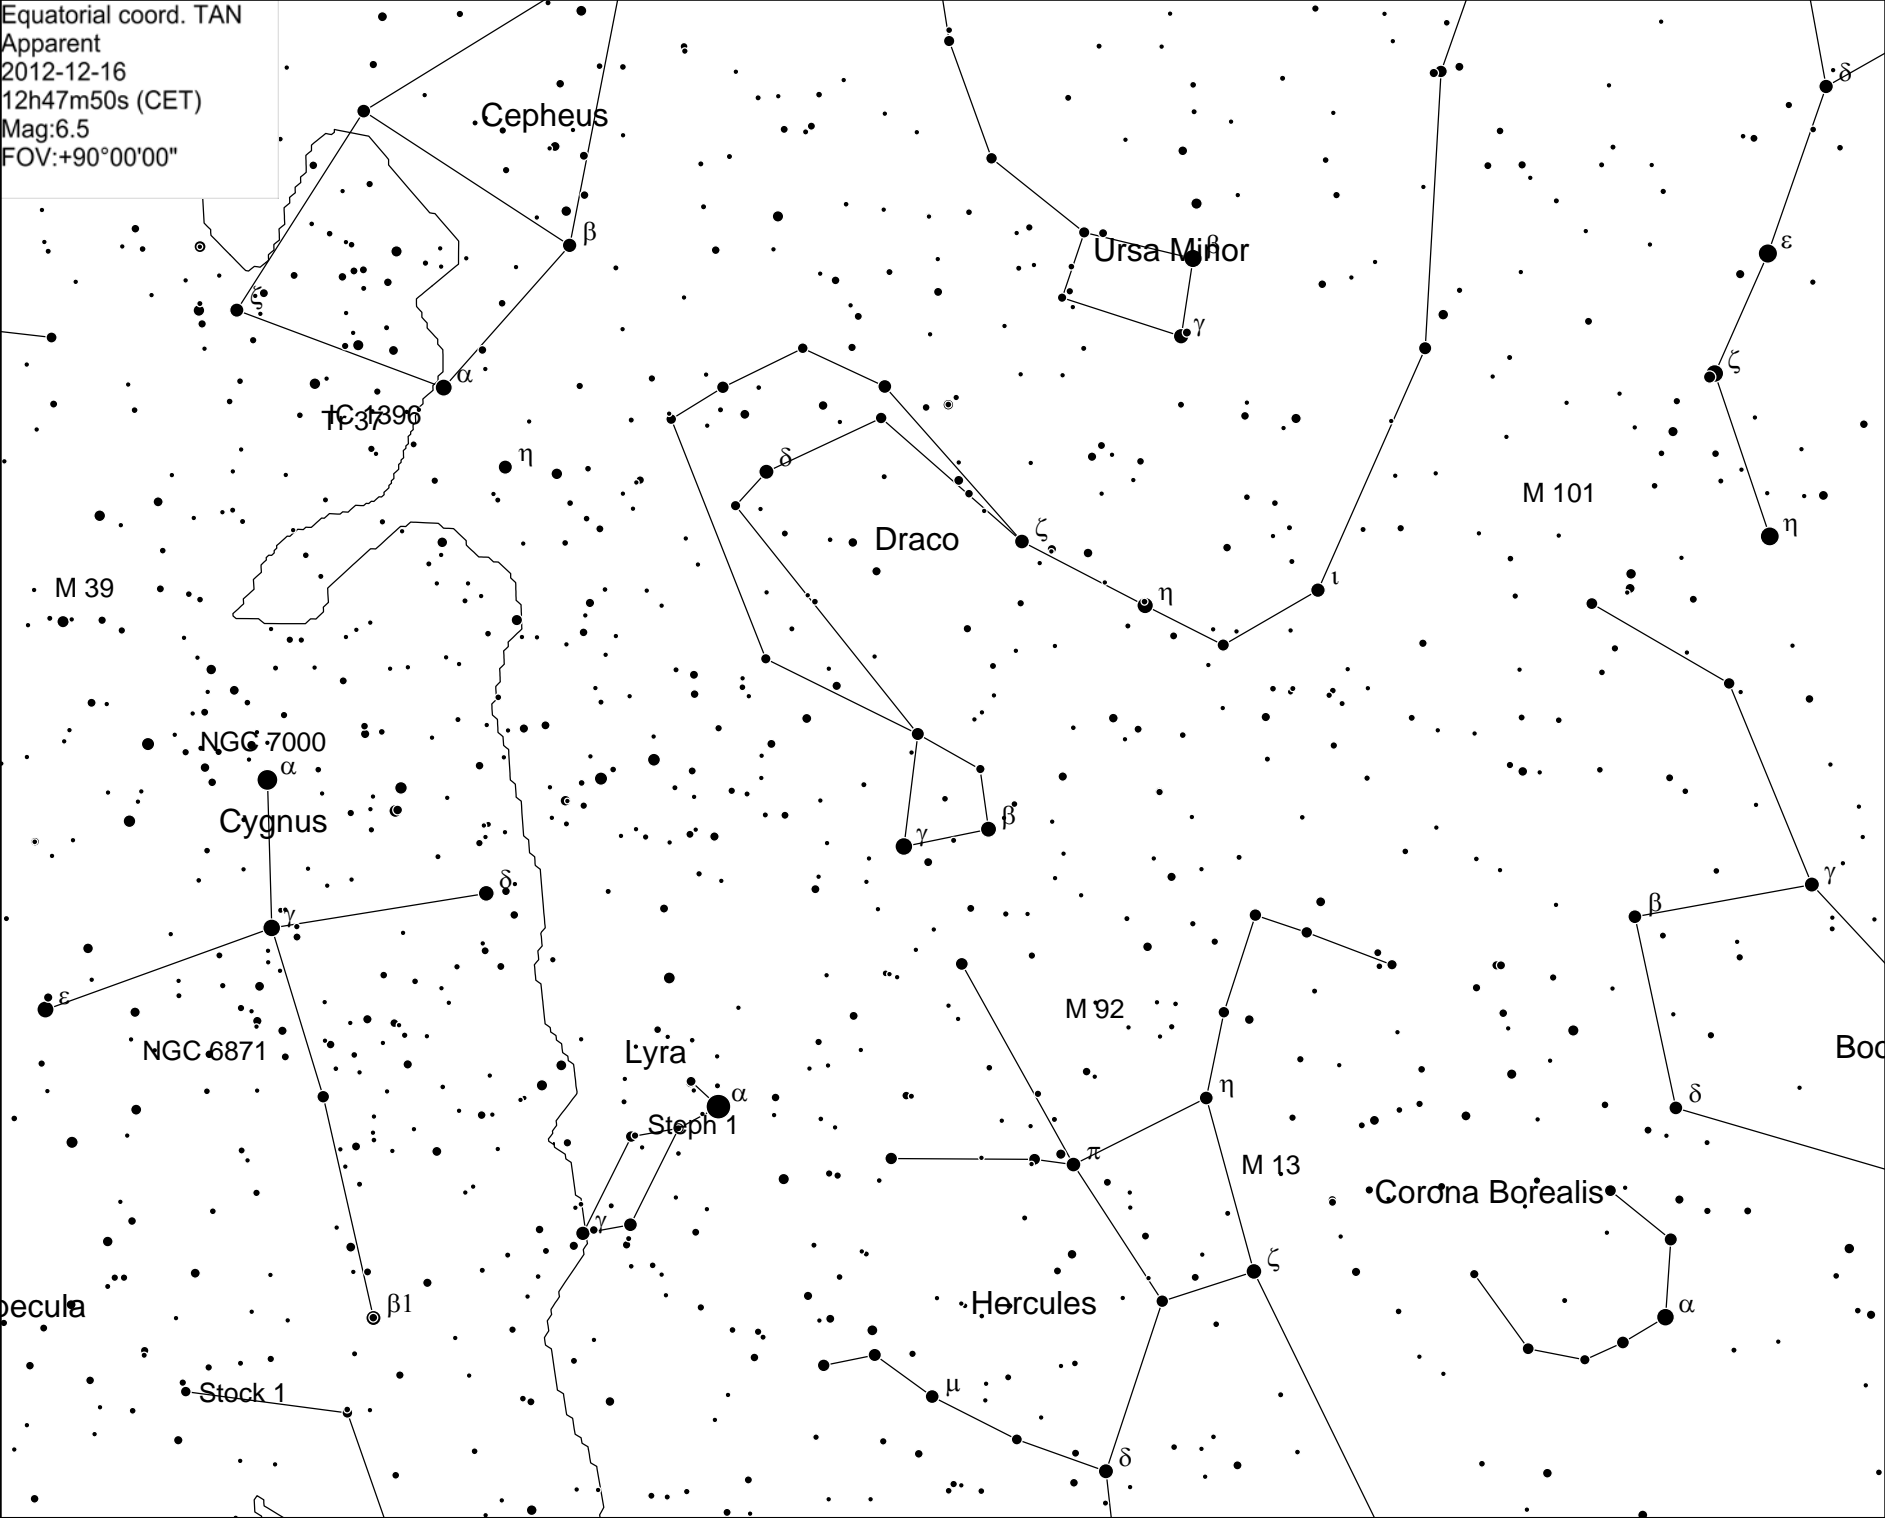 Equatorial coord. TAN
Apparent
2012-12-16
12h47m50s (CET)
Mag:6.5
FOV:+90°00'00"
δ
Cepheus
β
Ursa Minor
β
ε
ζ
γ
α
ζ
IC 1396
Tr 37
η
δ
M 101
Draco
ζ
η
η
ι
M 39
NGC 7000
α
Cygnus
γ
β
γ
δ
β
γ
ε
M 92
NGC 6871
Lyra
Boo
α
η
δ
Steph 1
π
M 13
Corona Borealis
γ
ζ
β1
Hercules
α
pecula
μ
Stock 1
δ